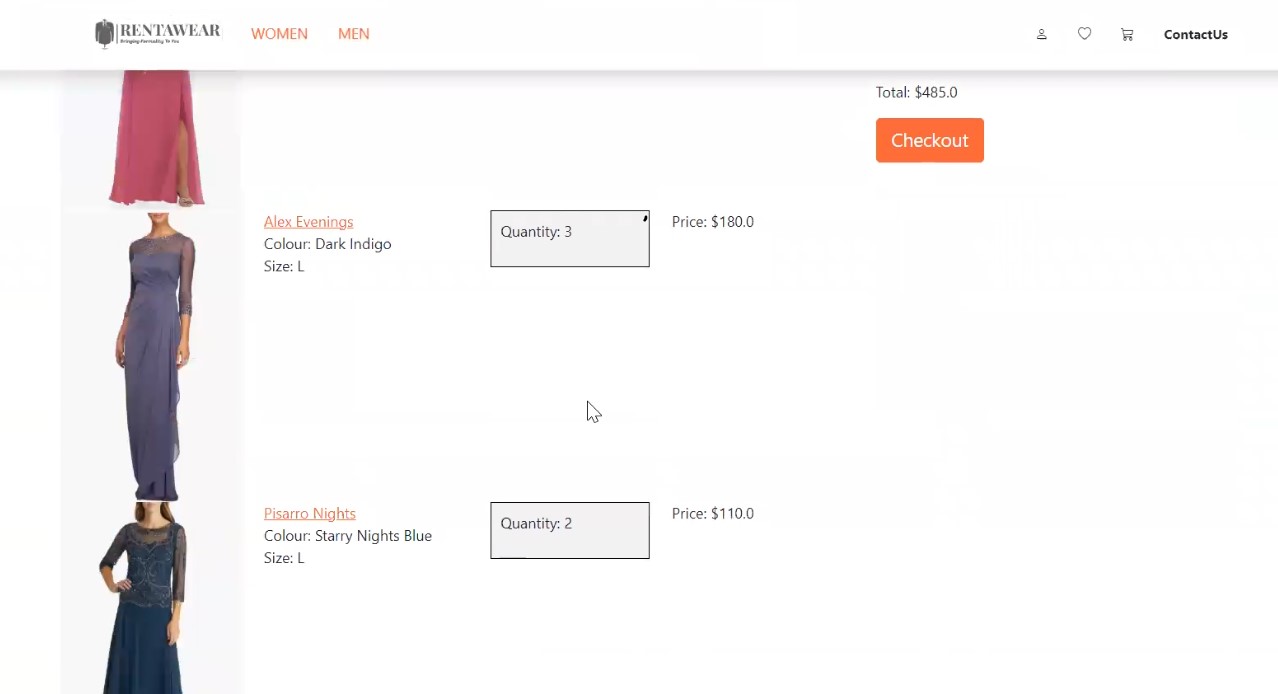 RENTAWEAR
Bringing Formality To You
WOMEN
MEN
ContactUs
Total: $485.0
Checkout
Alex Evenings
Colour: Dark Indigo
Size: L
Quantity: 3
Price: $180.0
Pisarro Nights
Colour: Starry Nights Blue
Size: L
Quantity: 2
Price: $110.0